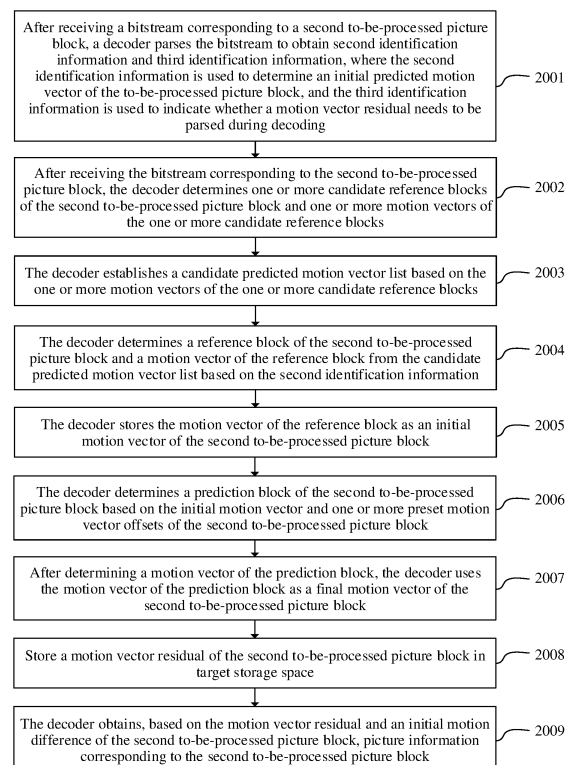 After receiving a bitstream corresponding to a second to-be-processed picture
block, a decoder parses the bitstream to obtain second identification
information and third identification information, where the second
identification information is used to determine an initial predicted motion
vector of the to-be-processed picture block, and the third identification
information is used to indicate whether a motion vector residual needs to be
parsed during decoding
2001
After receiving the bitstream corresponding to the second to-be-processed
picture block, the decoder determines one or more candidate reference blocks
of the second to-be-processed picture block and one or more motion vectors of
the one or more candidate reference blocks
2002
The decoder establishes a candidate predicted motion vector list based on the
one or more motion vectors of the one or more candidate reference blocks
2003
The decoder determines a reference block of the second to-be-processed
picture block and a motion vector of the reference block from the candidate
predicted motion vector list based on the second identification information
2004
The decoder stores the motion vector of the reference block as an initial
motion vector of the second to-be-processed picture block
2005
The decoder determines a prediction block of the second to-be-processed
picture block based on the initial motion vector and one or more preset motion
vector offsets of the second to-be-processed picture block
2006
After determining a motion vector of the prediction block, the decoder uses
the motion vector of the prediction block as a final motion vector of the
second to-be-processed picture block
2007
Store a motion vector residual of the second to-be-processed picture block in
target storage space
2008
The decoder obtains, based on the motion vector residual and an initial motion
difference of the second to-be-processed picture block, picture information
corresponding to the second to-be-processed picture block
2009